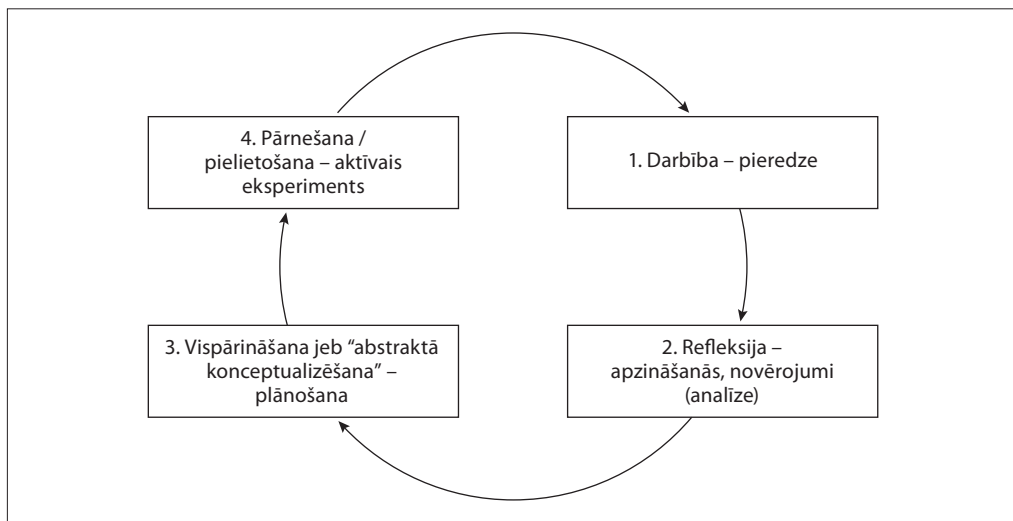 4. Pārnešana /
pielietošana – aktīvais
eksperiments
1. Darbība – pieredze
3. Vispārināšana jeb “abstraktā
konceptualizēšana” –
plānošana
2. Refleksija –
apzināšanās, novērojumi
(analīze)